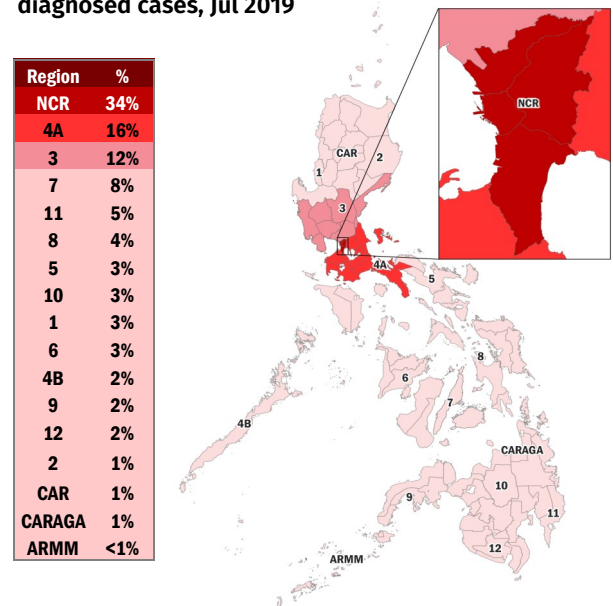 diagnosed cases, Jul 2019
Region %
NCR 34%
4A 16%
3 12%
7 8%
11 5%
8 4%
5 3%
10 3%
1 3%
6 3%
4B 2%
9 2%
12 2%
2 1%
CAR 1%
CARAGA 1%
ARMM <1%
NCR
CAR
2
1
3
4A
5
8
6
7
4B
CARAGA
10
9
11
12
ARMM